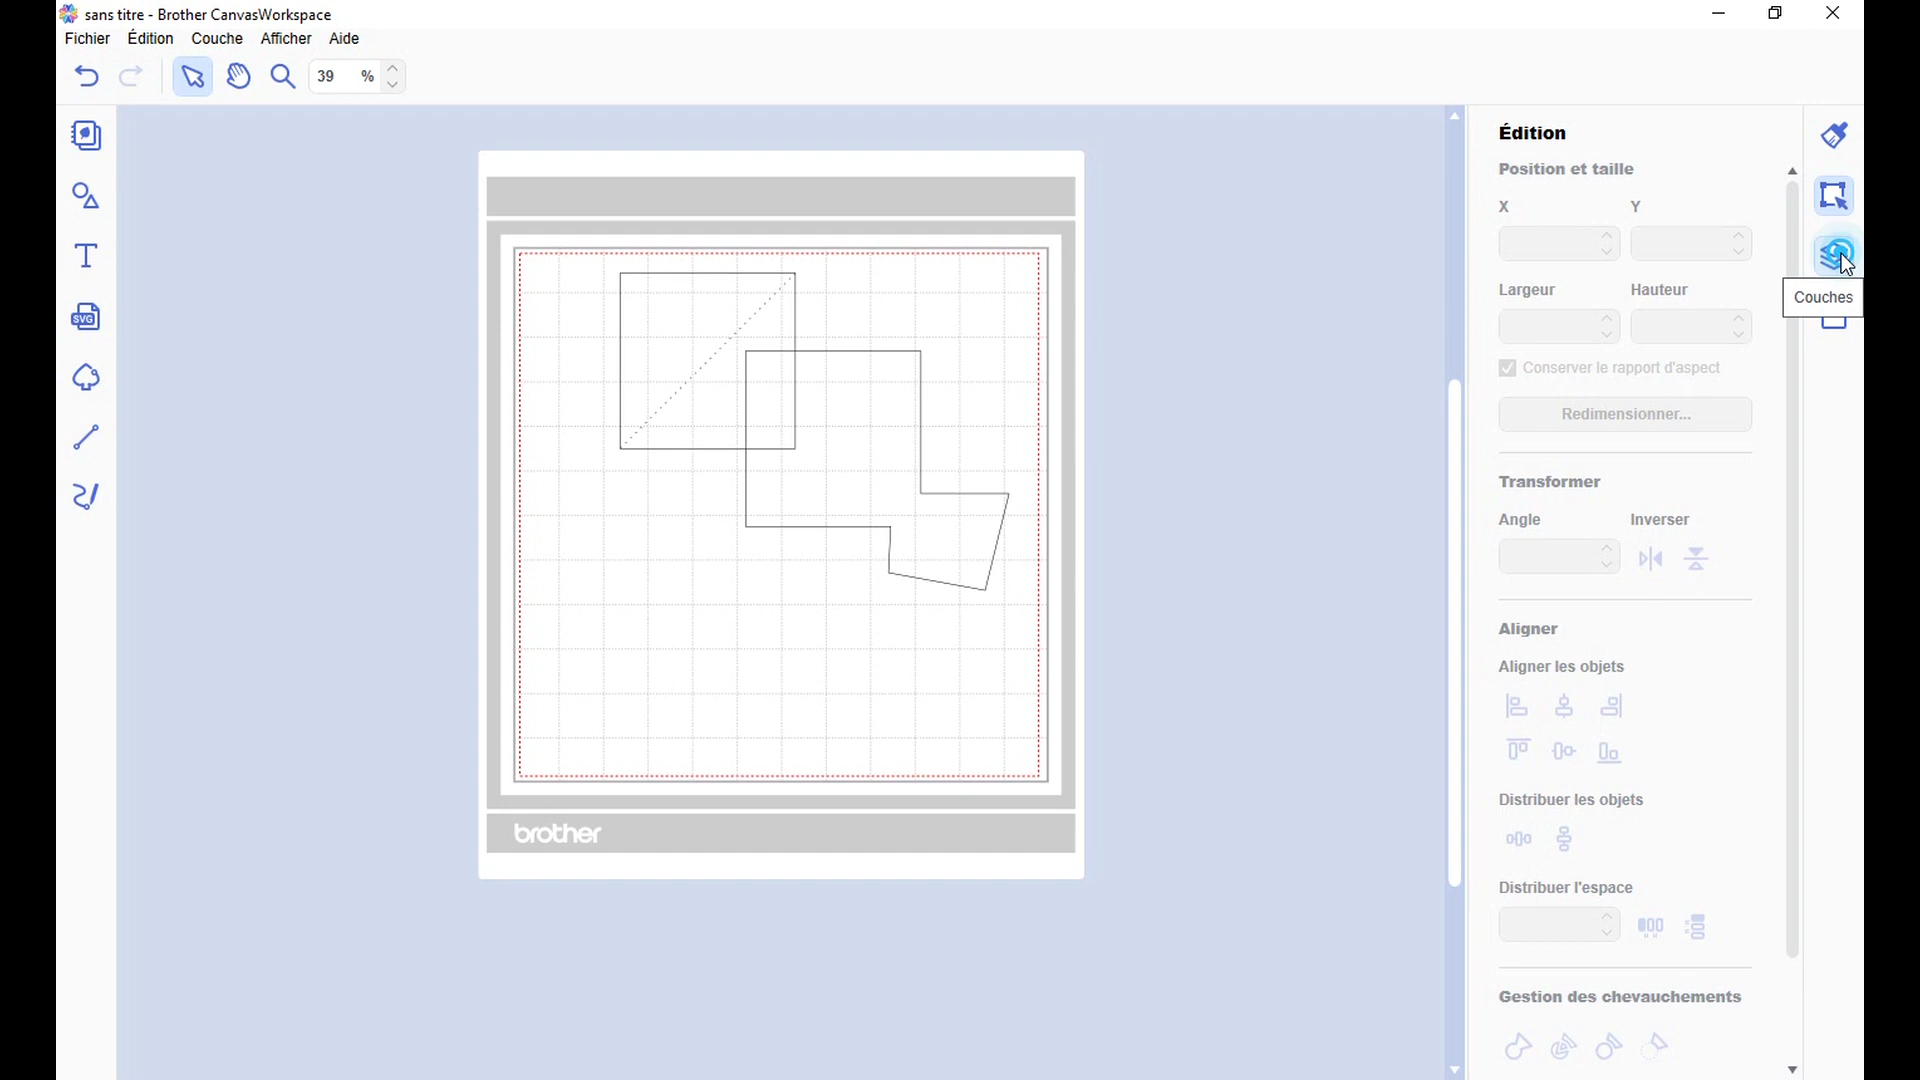 sans titre - Brother CanvasWorkspace
Fichier Édition Couche Afficher Aide
39 %
SVG
brother
Édition
Position et taille
X Y
Largeur Hauteur
Conserver le rapport d'aspect
Redimensionner...
Transformer
Angle Inverser
Aligner
Aligner les objets
Distribuer les objets
Distribuer l'espace
Gestion des chevauchements
Couches